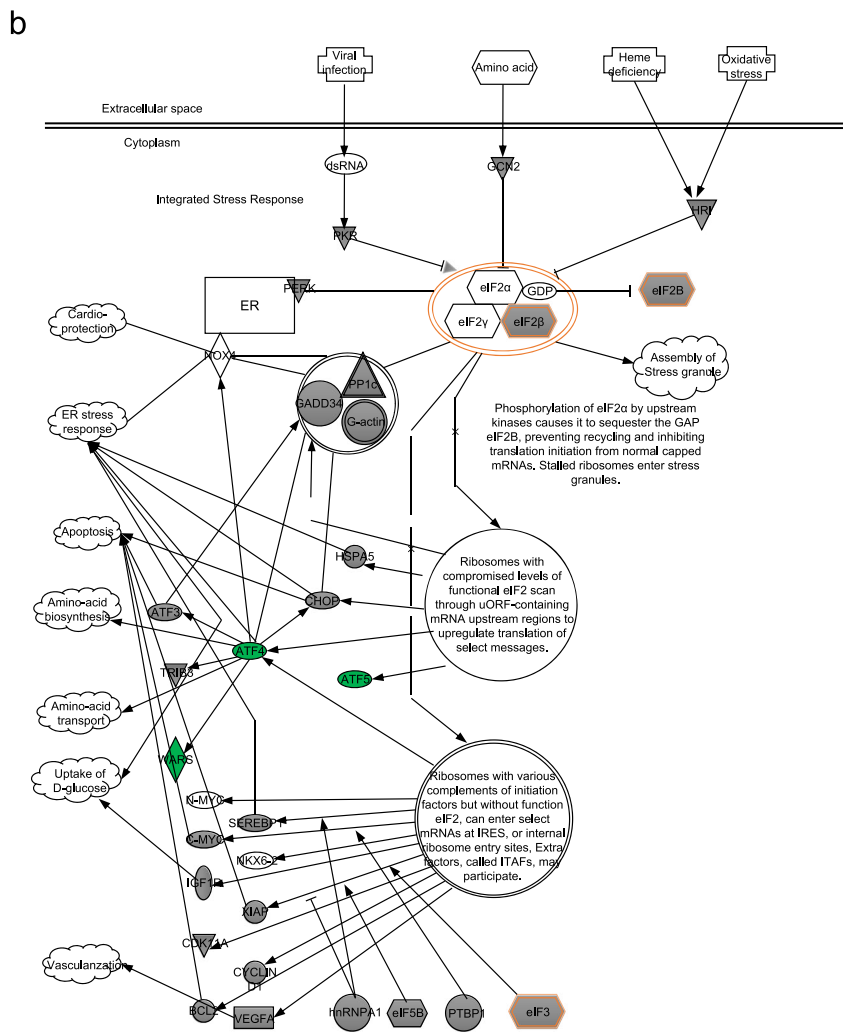 b
Viral
infection
Amino acid
Heme
deficiency
Oxidative
stress
Extracellular space
Cytoplasm
dsRNA
GCN2
Integrated Stress Response
PKR
HRI
PERK
ER
eIF2α
GDP
eIF2B
eIF2γ
eIF2β
Cardio-
protection
NOX4
PP1c
GADD34
G-actin
Assembly of
Stress granule
ER stress
response
Phosphorylation of eIF2α by upstream
kinases causes it to sequester the GAP
eIF2B, preventing recycling and inhibiting
translation initiation from normal capped
mRNAs. Stalled ribosomes enter stress
granules.
Apoptosis
HSPA5
Ribosomes with
compromised levels of
functional eIF2 scan
through uORF-containing
mRNA upstream regions to
upregulate translation of
select messages.
Amino-acid
biosynthesis
ATF3
CHOP
ATF4
TRIB3
ATF5
Amino-acid
transport
WARS
Uptake of
D-glucose
N-MYC
SEREBP1
C-MYC
NKX6-2
IGF1R
Ribosomes with various
complements of initiation
factors but without function
eIF2, can enter select
mRNAs at IRES, or internal
ribosome entry sites, Extra
factors, called ITAFs, may
participate.
XIAP
CDK11A
Vascularızatıon
CYCLIN
D1
BCL2
VEGFA
hnRNPA1
eIF5B
PTBP1
eIF3